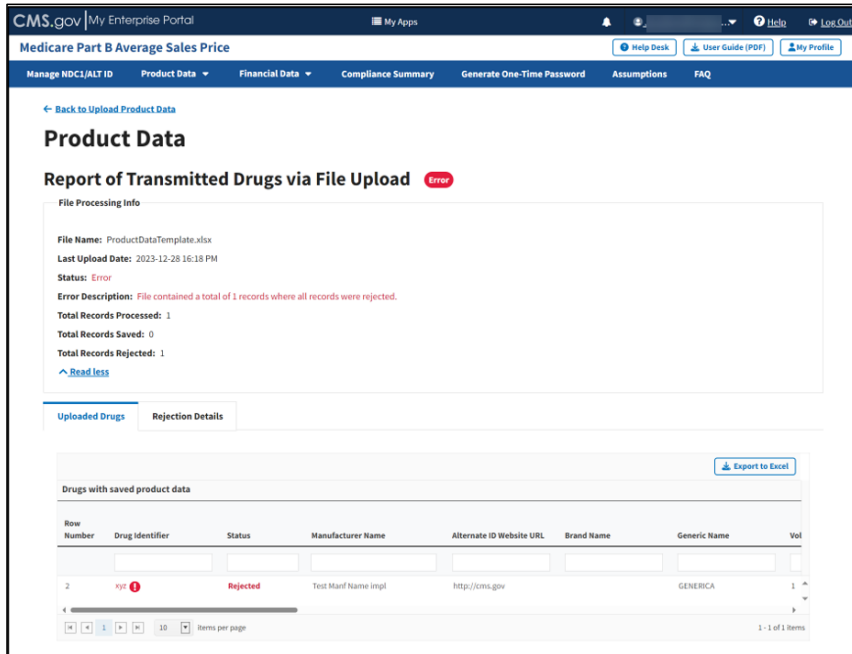 CMS.gov My Enterprise Portal My Apps ...▾ Help Log Out
Medicare Part B Average Sales Price Help Desk User Guide (PDF) My Profile
Manage NDC1/ALT ID Product Data Financial Data Compliance Summary Generate One-Time Password Assumptions FAQ
← Back to Upload Product Data
Product Data
Report of Transmitted Drugs via File Upload Error
File Processing Info
File Name: ProductDataTemplate.xlsx
Last Upload Date: 2023-12-28 16:18 PM
Status: Error
Error Description: File contained a total of 1 records where all records were rejected.
Total Records Processed: 1
Total Records Saved: 0
Total Records Rejected: 1
Read less
Uploaded Drugs Rejection Details
Export to Excel
Drugs with saved product data
Row
Number Drug Identifier Status Manufacturer Name Alternate ID Website URL Brand Name Generic Name Vol
2 xyz Rejected Test Manf Name impl http://cms.gov GENERICA 1
1 10 items per page 1 - 1 of 1 items